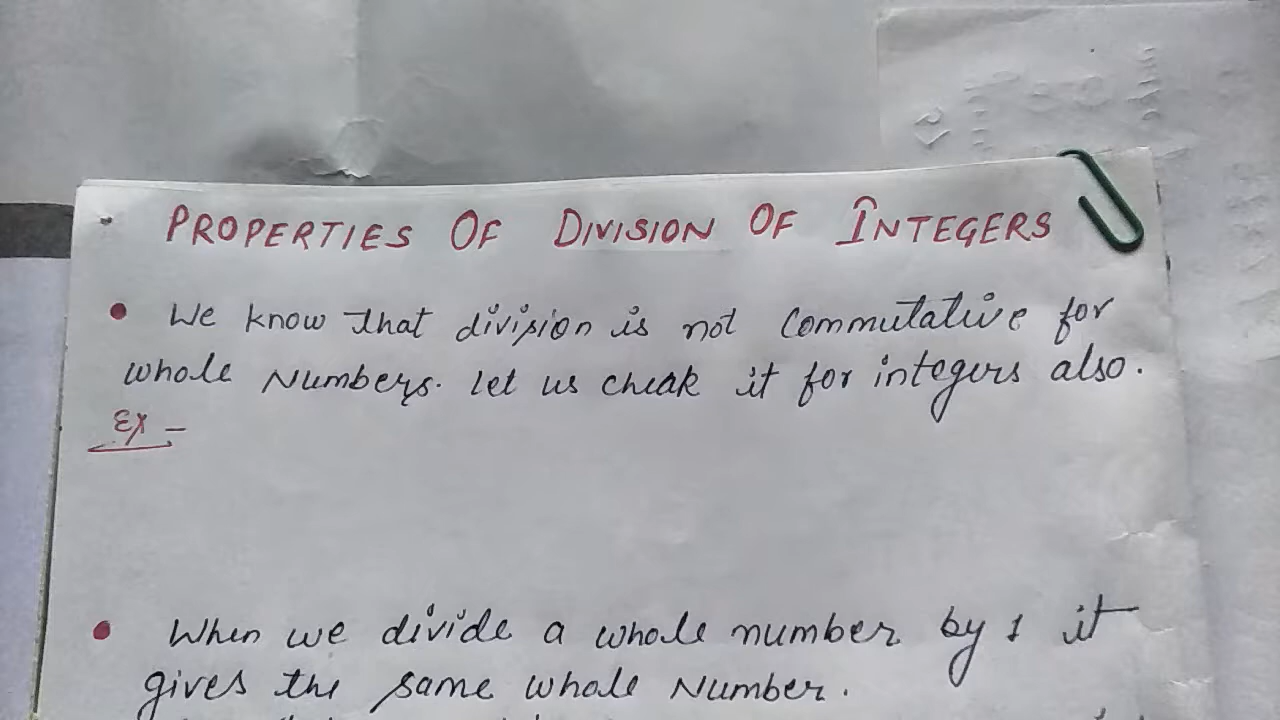 PROPERTIES OF DIVISION OF INTEGERS
• We know that division is not Commutative for
whole Numbers. let us cheak it for integers also.
Ex -
• When we divide a whole number by 1 it
gives the same whole Number.